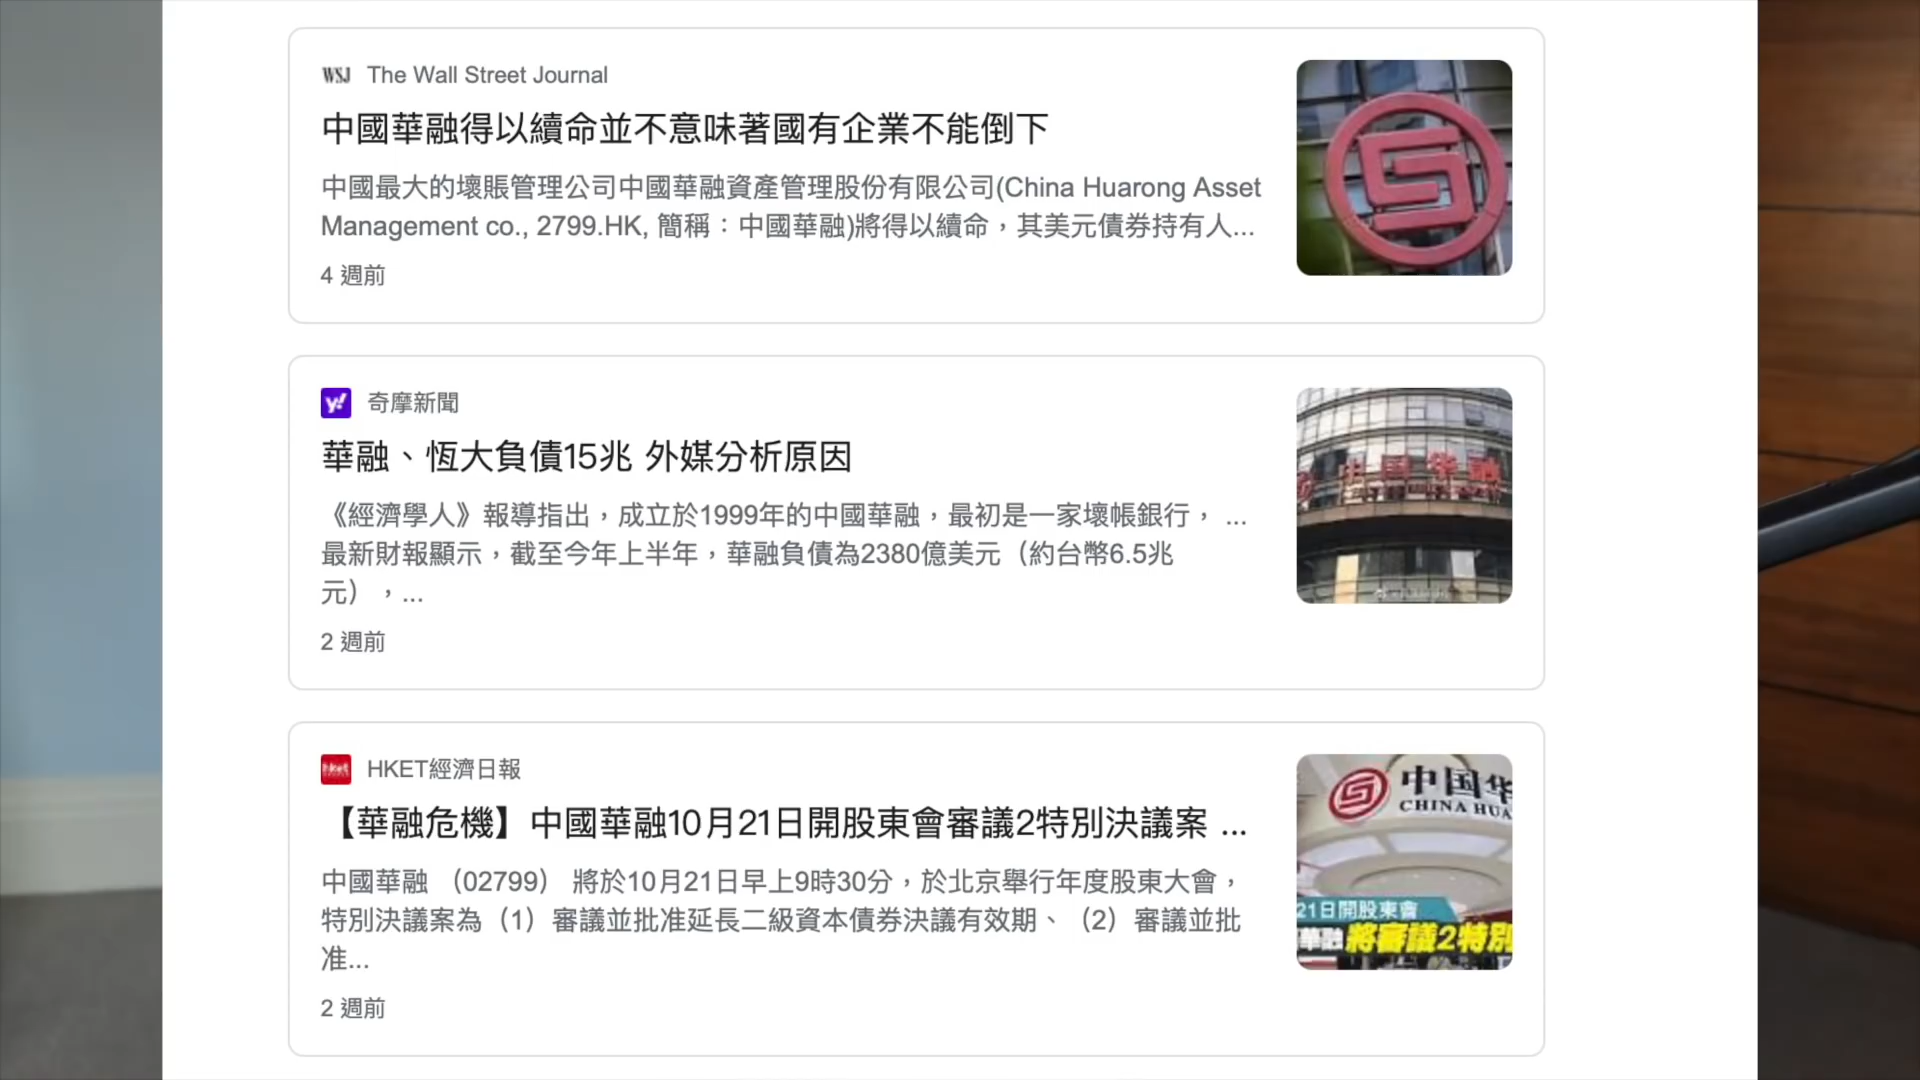 WSJ The Wall Street Journal
中國華融得以續命並不意味著國有企業不能倒下
中國最大的壞賬管理公司中國華融資產管理股份有限公司(China Huarong Asset
Management co., 2799.HK, 簡稱：中國華融)將得以續命，其美元債券持有人...
4 週前
y! 奇摩新聞
華融、恆大負債15兆 外媒分析原因
《經濟學人》報導指出，成立於1999年的中國華融，最初是一家壞帳銀行， ...
最新財報顯示，截至今年上半年，華融負債為2380億美元（約台幣6.5兆
元），...
2 週前
中国华融
hket HKET經濟日報
【華融危機】中國華融10月21日開股東會審議2特別決議案 ...
中國華融 （02799） 將於10月21日早上9時30分，於北京舉行年度股東大會，
特別決議案為（1）審議並批准延長二級資本債券決議有效期、（2）審議並批
准...
2 週前
中国华
CHINA HUA
21日開股東會
華融將審議2特別